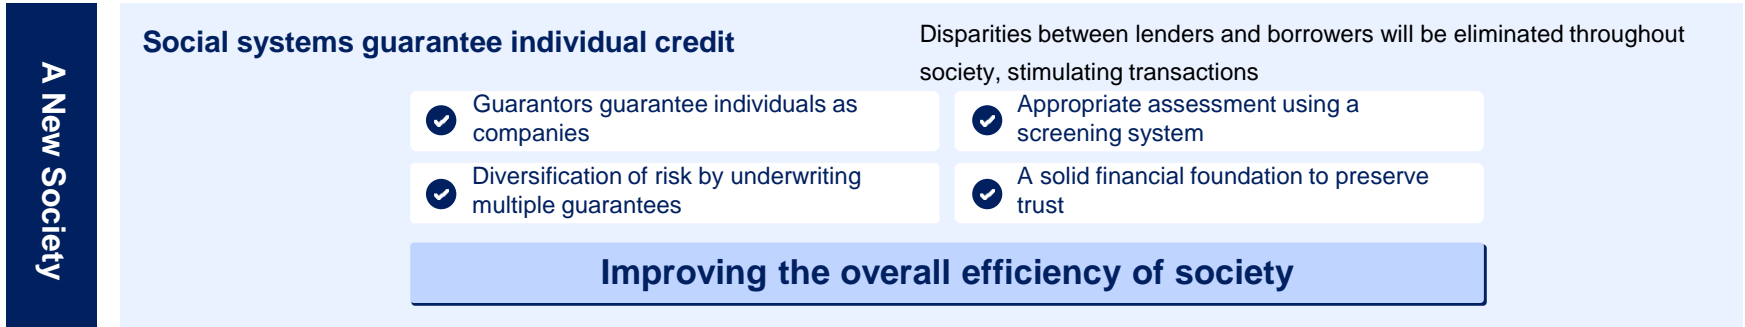 A New Society
Social systems guarantee individual credit
Disparities between lenders and borrowers will be eliminated throughout
society, stimulating transactions
Guarantors guarantee individuals as
companies
Appropriate assessment using a
screening system
Diversification of risk by underwriting
multiple guarantees
A solid financial foundation to preserve
trust
Improving the overall efficiency of society